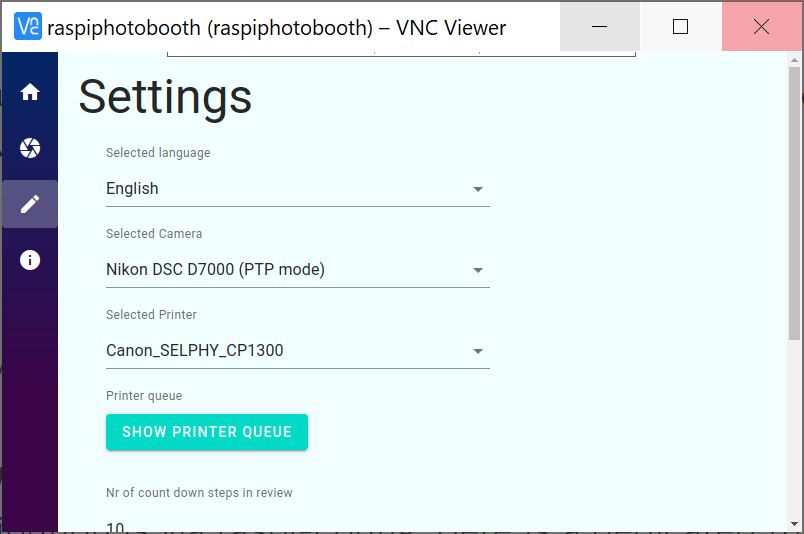 raspiphotobooth (raspiphotobooth) – VNC Viewer
Settings
Selected language
English
Selected Camera
Nikon DSC D7000 (PTP mode)
Selected Printer
Canon_SELPHY_CP1300
Printer queue
SHOW PRINTER QUEUE
Nr of count down steps in review
10